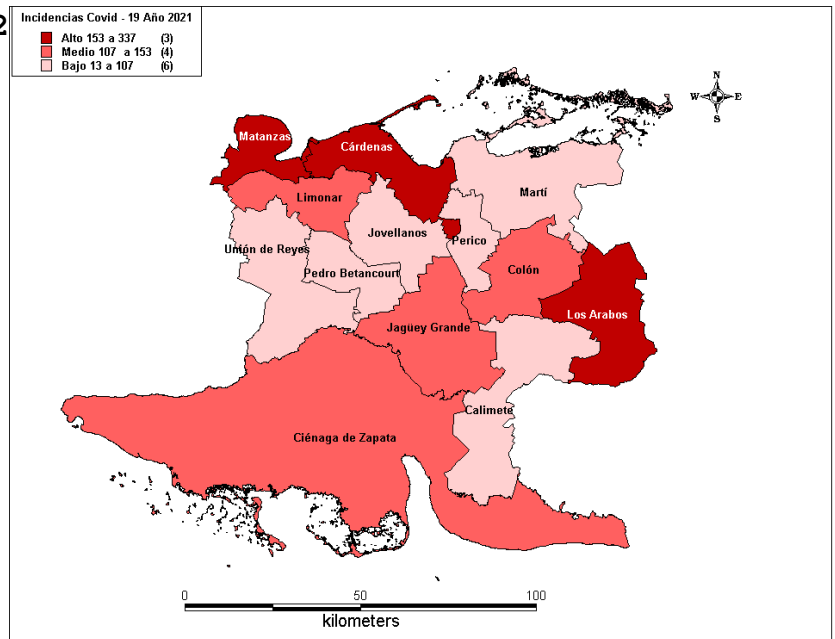 2
Incidencias Covid - 19 Año 2021
Alto 153 a 337 (3)
Medio 107 a 153 (4)
Bajo 13 a 107 (6)
N
W E
S
Matanzas
Cárdenas
Martí
Limonar
Jovellanos
Perico
Unión de Reyes
Pedro Betancourt
Colón
Los Arabos
Jagüey Grande
Calimete
Ciénaga de Zapata
0 50 100
kilometers